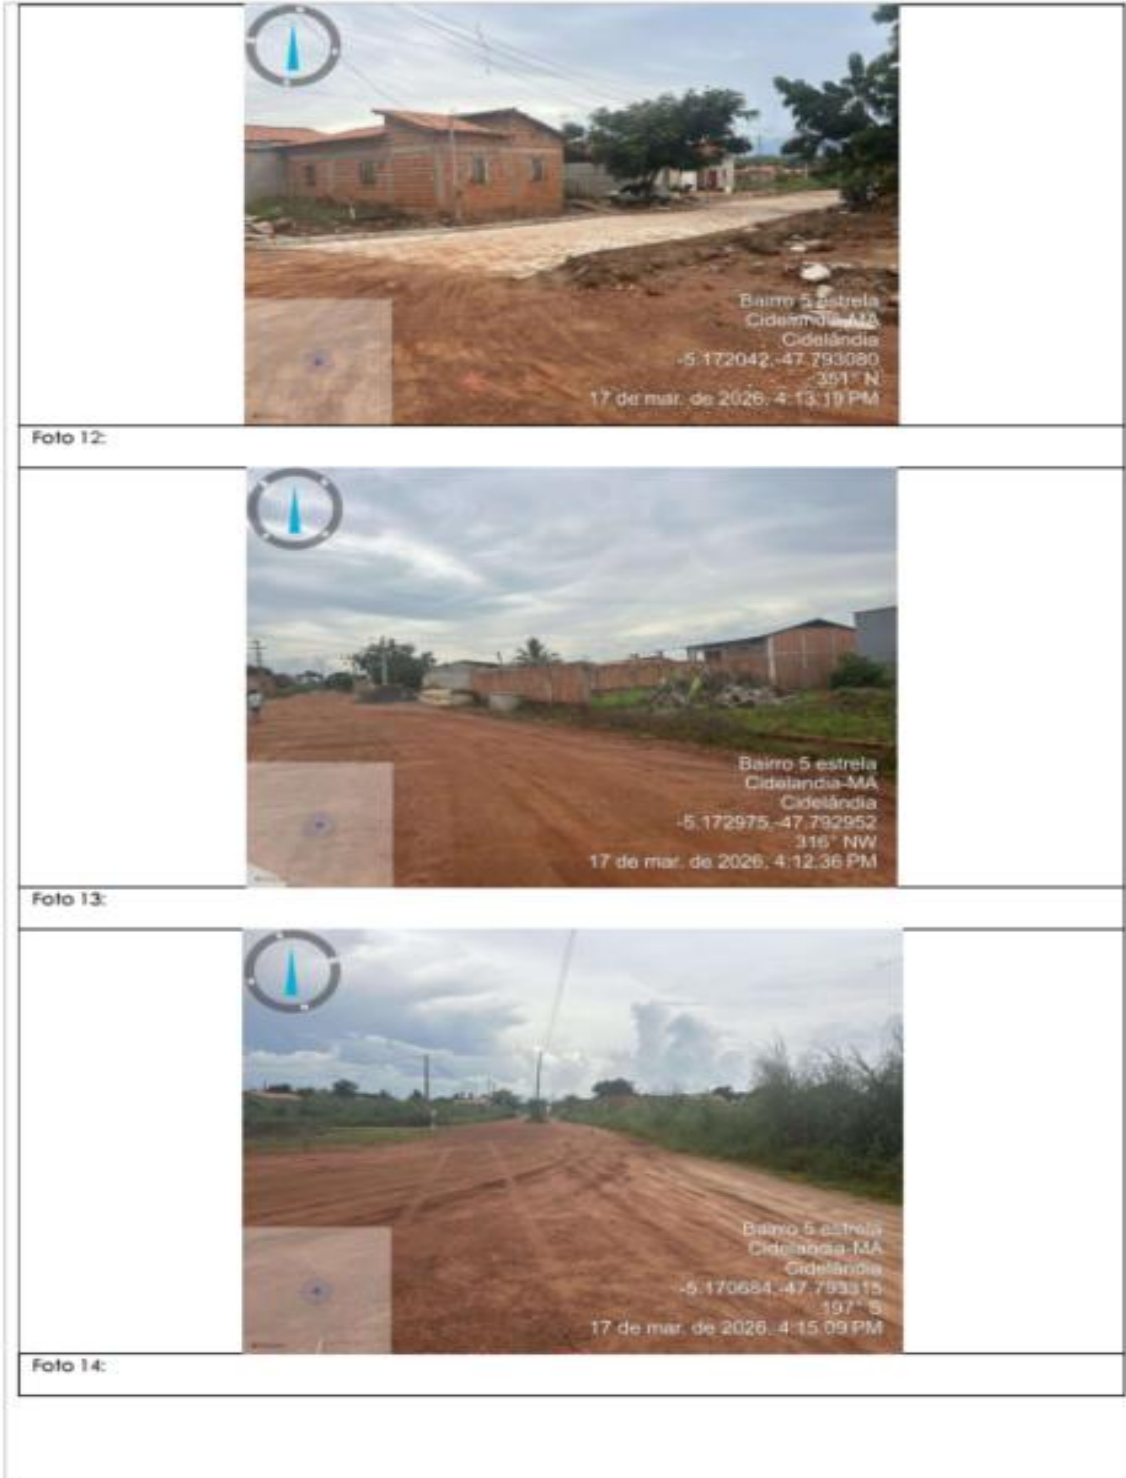 Bairro 5 estrela
Cidelandia-MA
Cidelândia
-5.172042,-47.793080
351° N
17 de mar. de 2026, 4:13:19 PM
Foto 12:
Bairro 5 estrela
Cidelandia-MA
Cidelândia
-5.172975,-47.792952
316° NW
17 de mar. de 2026, 4:12:36 PM
Foto 13:
Bairro 5 estrela
Cidelandia-MA
Cidelândia
-5.170684,-47.793315
197° S
17 de mar. de 2026, 4:15:09 PM
Foto 14: